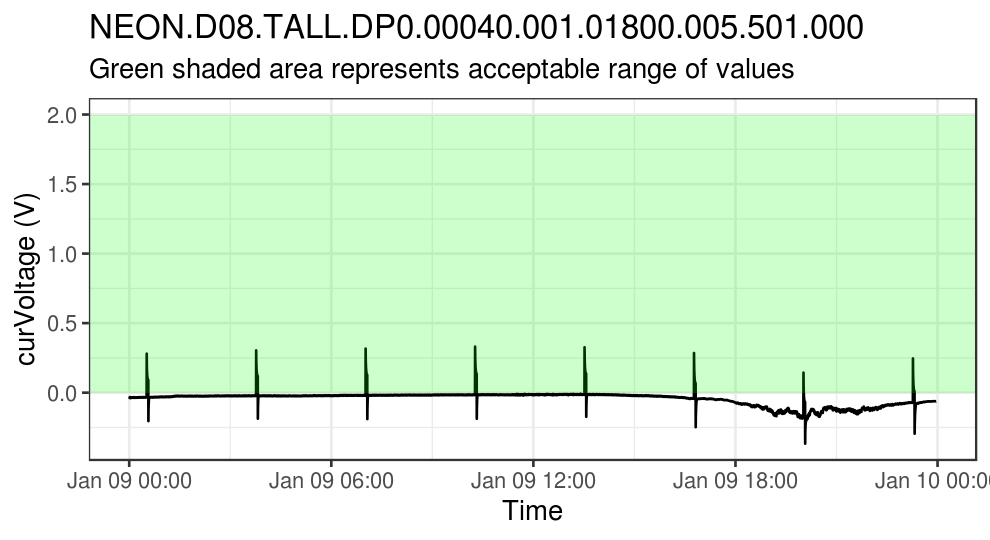 NEON.D08.TALL.DP0.00040.001.01800.005.501.000
Green shaded area represents acceptable range of values
curVoltage (V)
2.0
1.5
1.0
0.5
0.0
Jan 09 00:00 Jan 09 06:00 Jan 09 12:00 Jan 09 18:00 Jan 10 00:0
Time